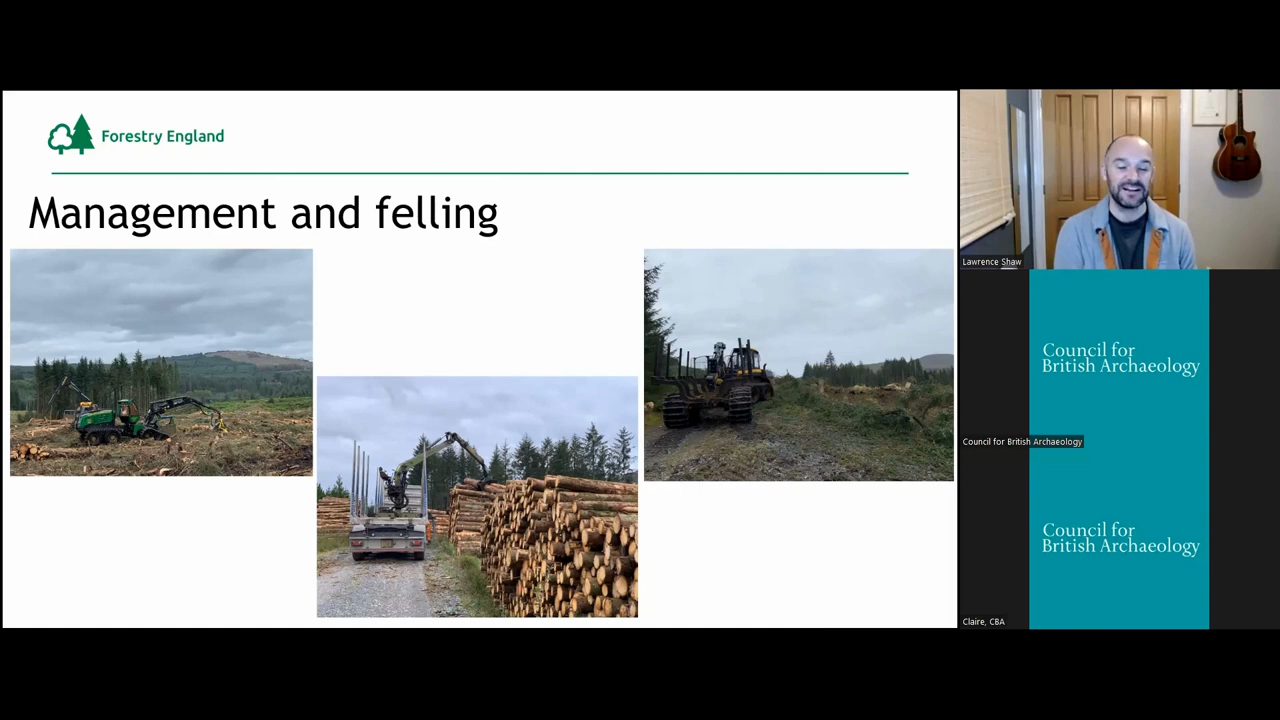 Forestry England
Management and felling
Lawrence Shaw
Council for
British Archaeology
Council for British Archaeology
Council for
British Archaeology
Claire, CBA